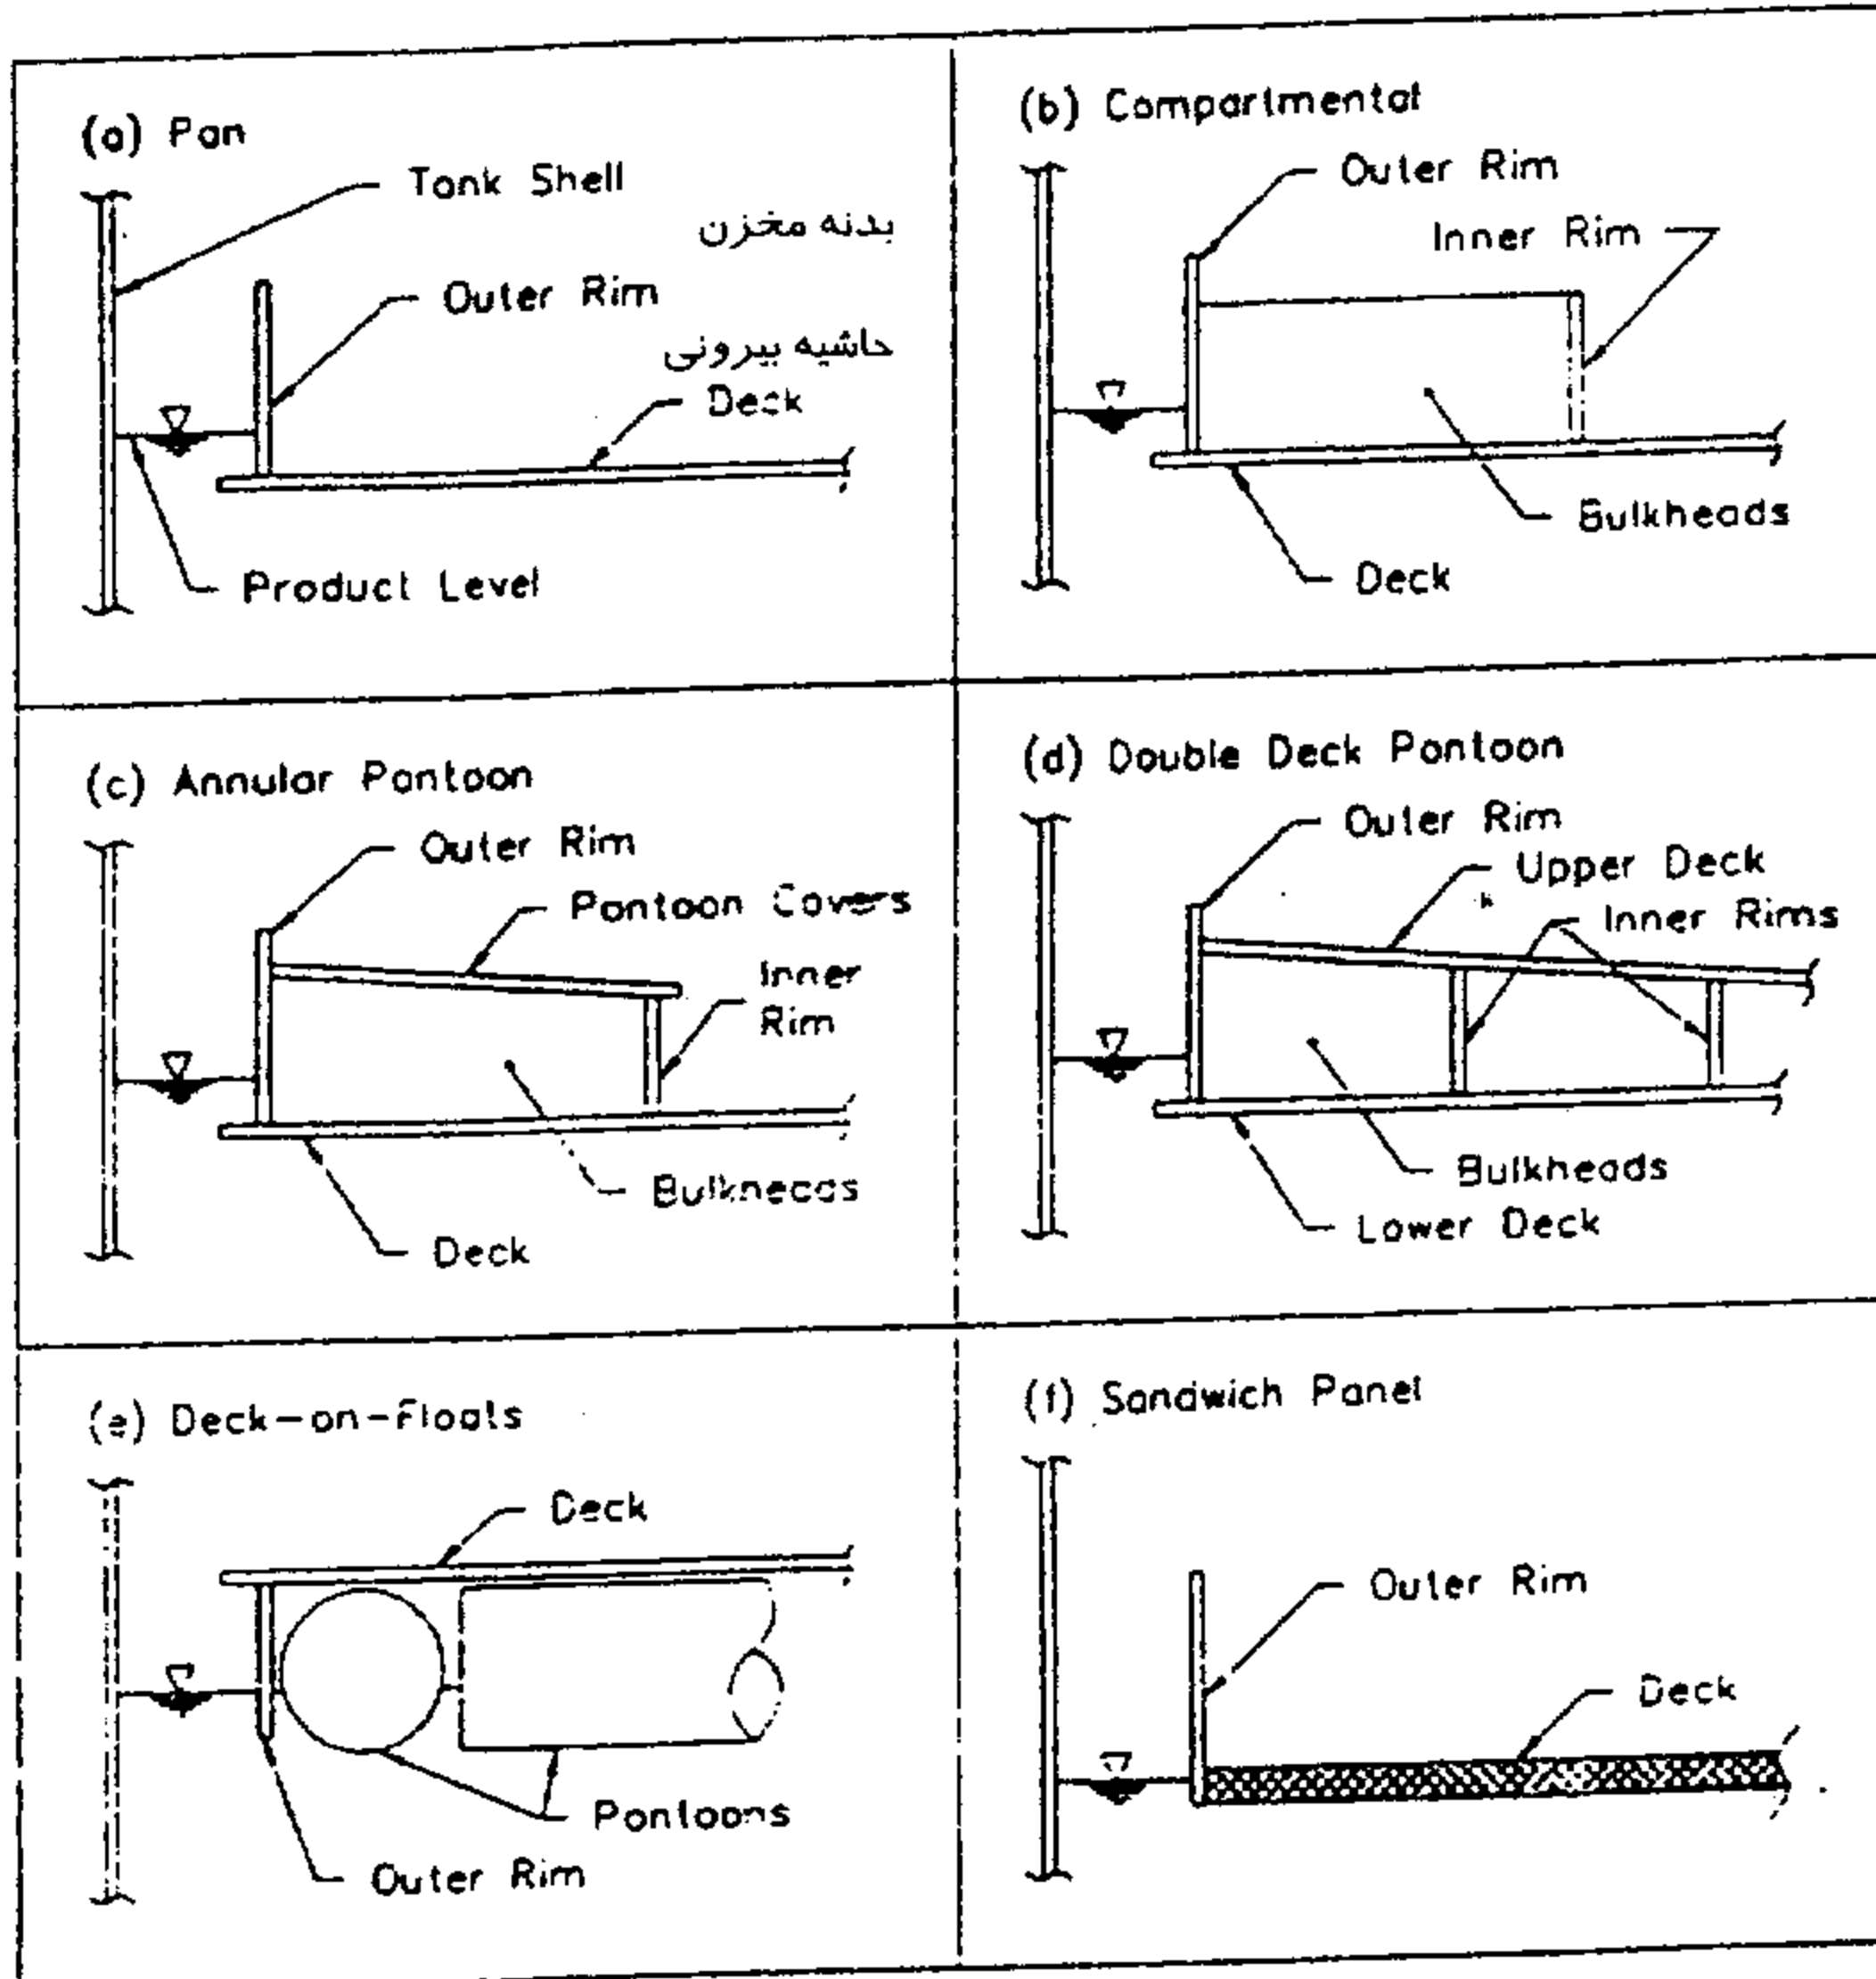 (a) Pan
Tank Shell
بدنه مخزن
Outer Rim
حاشیه بیرونی
Deck
Product Level
(b) Compartmental
Outer Rim
Inner Rim
Bulkheads
Deck
(c) Annular Pontoon
Outer Rim
Pontoon Covers
Inner
Rim
Bulkheads
Deck
(d) Double Deck Pontoon
Outer Rim
Upper Deck
Inner Rims
Bulkheads
Lower Deck
(e) Deck-on-Floats
Deck
Pontoons
Outer Rim
(f) Sandwich Panel
Outer Rim
Deck